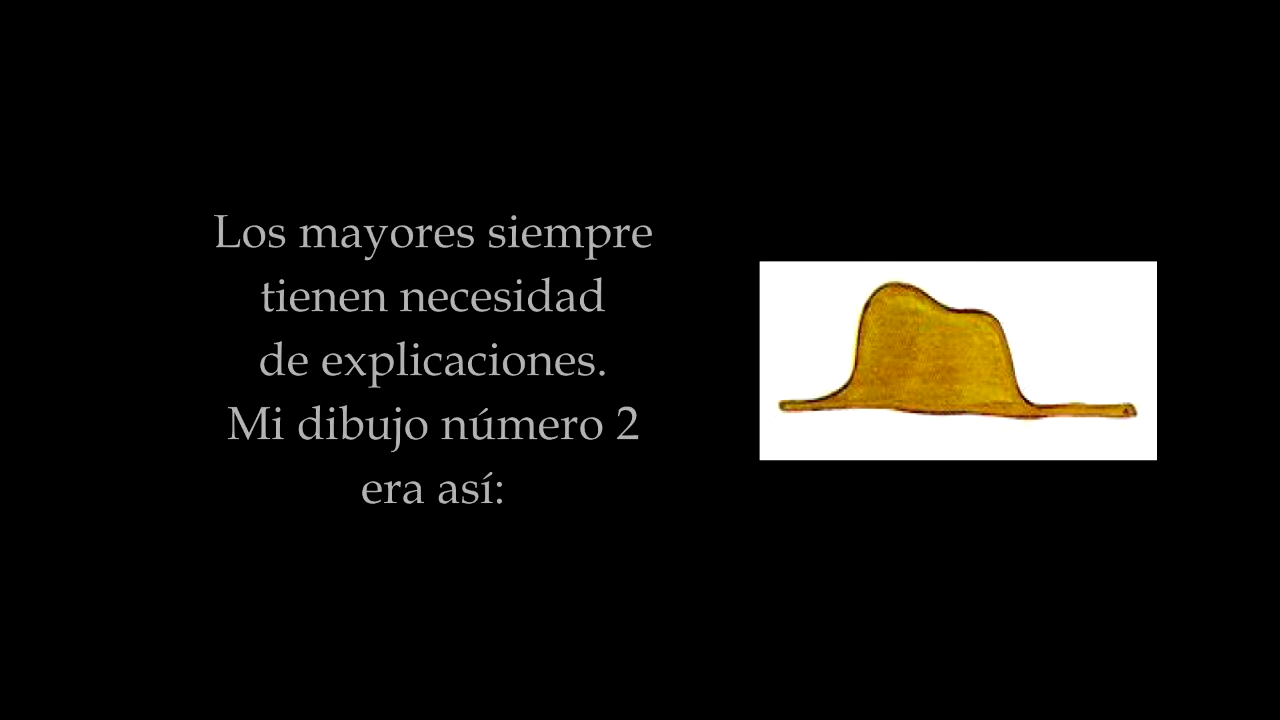 Los mayores siempre
tienen necesidad
de explicaciones.
Mi dibujo número 2
era así: